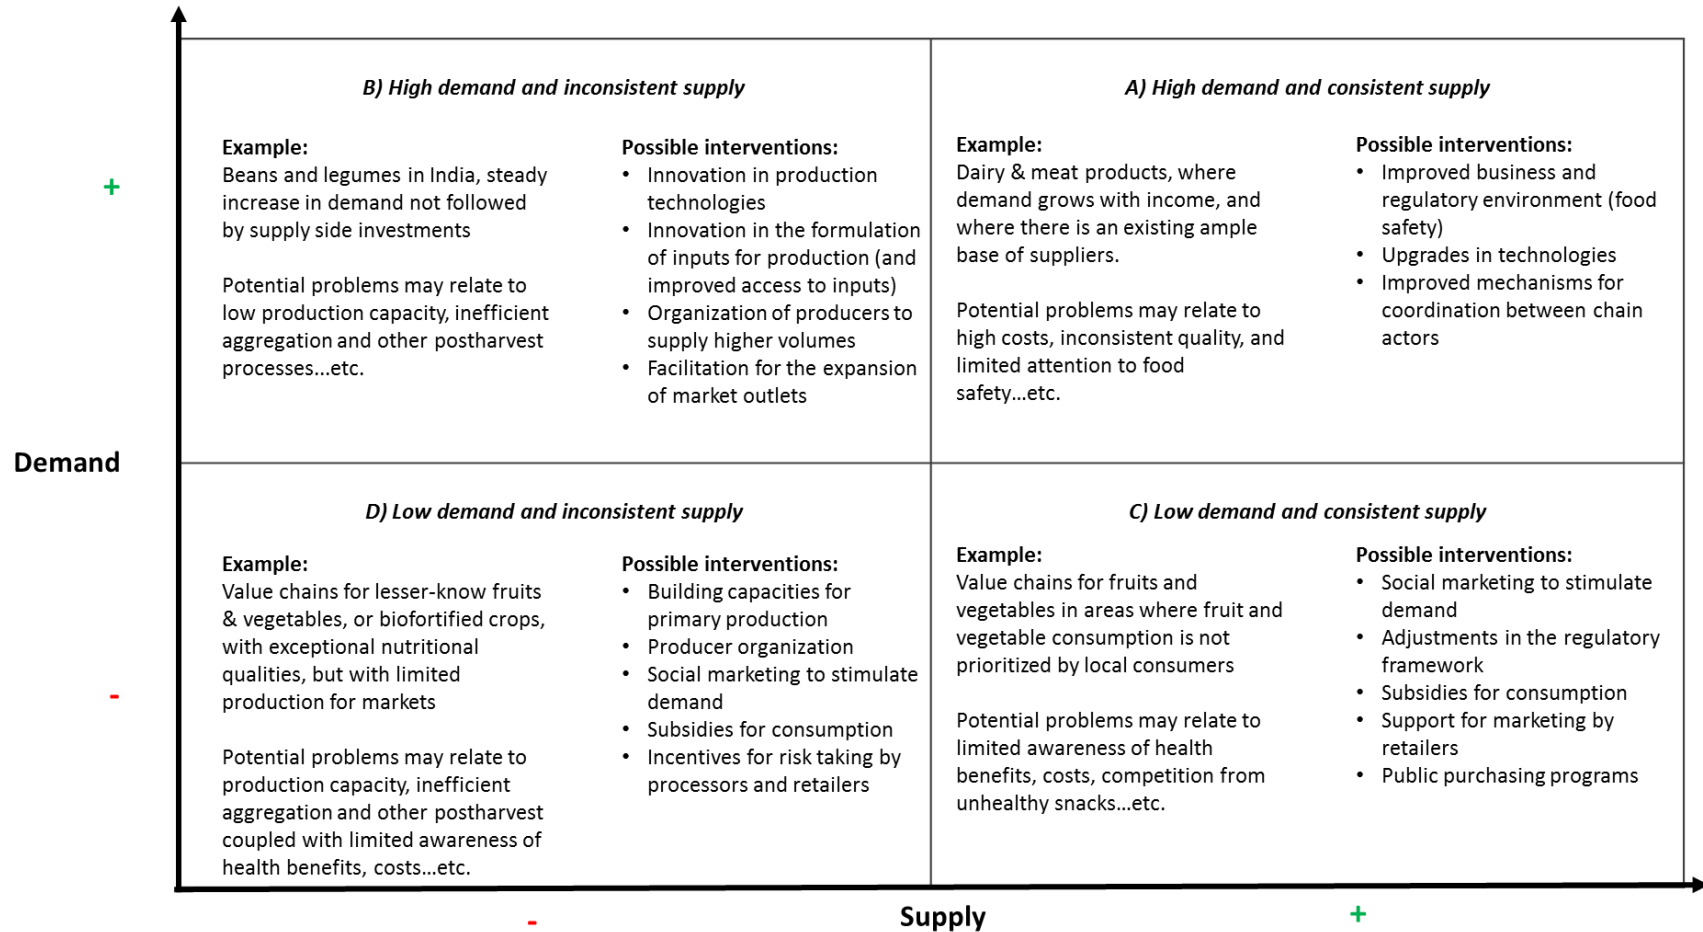 B) High demand and inconsistent supply
Example:
Beans and legumes in India, steady
increase in demand not followed
by supply side investments
Potential problems may relate to
low production capacity, inefficient
aggregation and other postharvest
processes...etc.
Possible interventions:
• Innovation in production
technologies
• Innovation in the formulation
of inputs for production (and
improved access to inputs)
• Organization of producers to
supply higher volumes
• Facilitation for the expansion
of market outlets
A) High demand and consistent supply
Example:
Dairy & meat products, where
demand grows with income, and
where there is an existing ample
base of suppliers.
Potential problems may relate to
high costs, inconsistent quality, and
limited attention to food
safety...etc.
Possible interventions:
• Improved business and
regulatory environment (food
safety)
• Upgrades in technologies
• Improved mechanisms for
coordination between chain
actors
+
Demand
-
D) Low demand and inconsistent supply
Example:
Value chains for lesser-know fruits
& vegetables, or biofortified crops,
with exceptional nutritional
qualities, but with limited
production for markets
Potential problems may relate to
production capacity, inefficient
aggregation and other postharvest
coupled with limited awareness of
health benefits, costs...etc.
Possible interventions:
• Building capacities for
primary production
• Producer organization
• Social marketing to stimulate
demand
• Subsidies for consumption
• Incentives for risk taking by
processors and retailers
C) Low demand and consistent supply
Example:
Value chains for fruits and
vegetables in areas where fruit and
vegetable consumption is not
prioritized by local consumers
Potential problems may relate to
limited awareness of health
benefits, costs, competition from
unhealthy snacks...etc.
Possible interventions:
• Social marketing to stimulate
demand
• Adjustments in the regulatory
framework
• Subsidies for consumption
• Support for marketing by
retailers
• Public purchasing programs
-
Supply
+